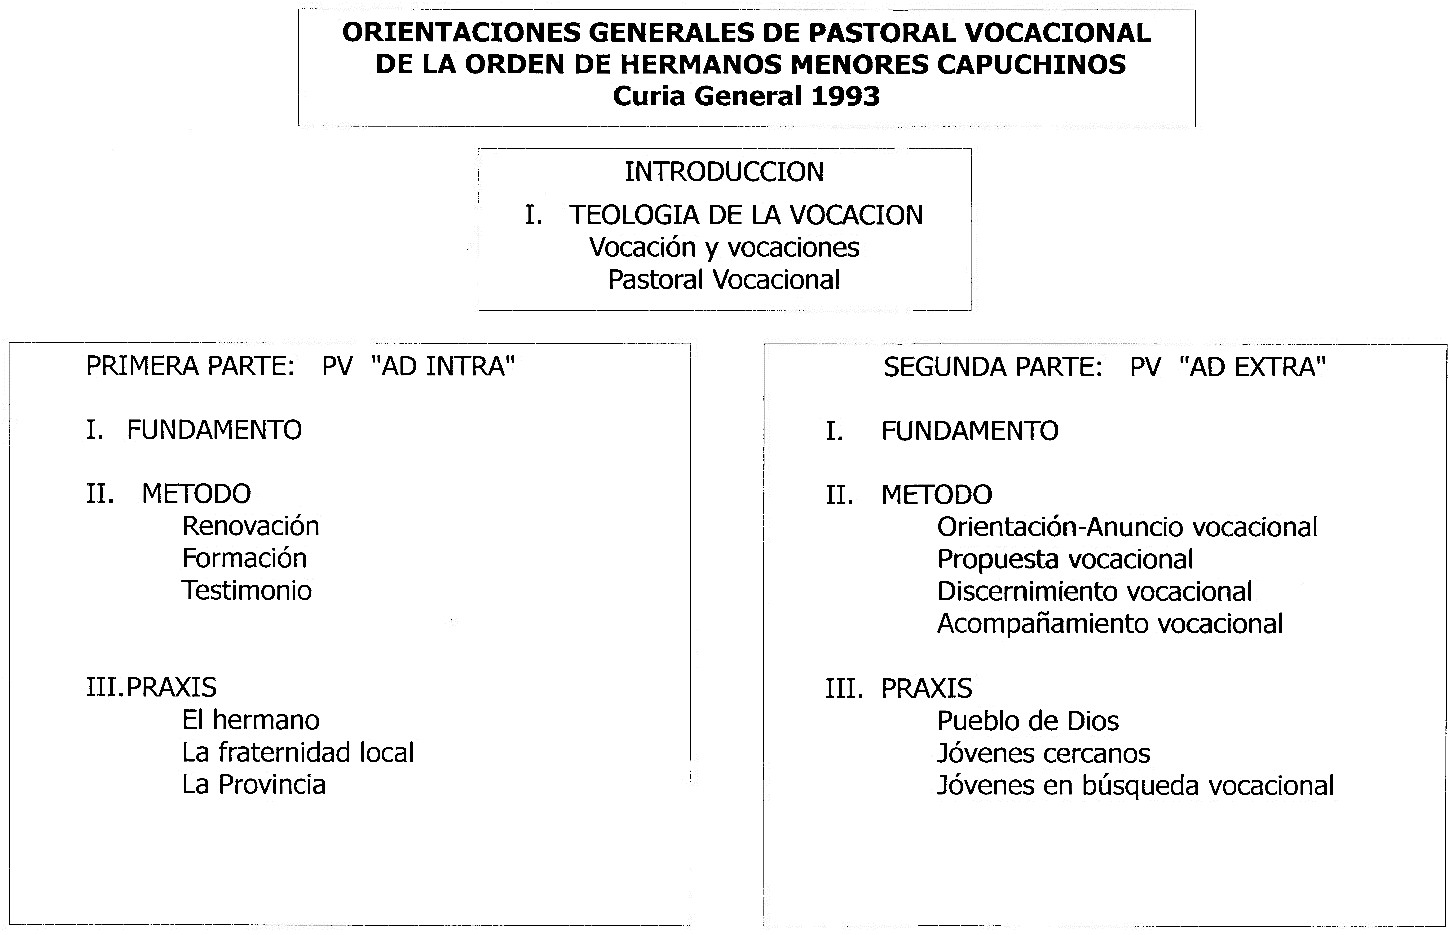 ORIENTACIONES GENERALES DE PASTORAL VOCACIONAL
DE LA ORDEN DE HERMANOS MENORES CAPUCHINOS
Curia General 1993
INTRODUCCION
I. TEOLOGIA DE LA VOCACION
Vocación y vocaciones
Pastoral Vocacional
PRIMERA PARTE: PV "AD INTRA"
I. FUNDAMENTO
II. METODO
Renovación
Formación
Testimonio
III.PRAXIS
El hermano
La fraternidad local
La Provincia
SEGUNDA PARTE: PV "AD EXTRA"
I. FUNDAMENTO
II. METODO
Orientación-Anuncio vocacional
Propuesta vocacional
Discernimiento vocacional
Acompañamiento vocacional
III. PRAXIS
Pueblo de Dios
Jóvenes cercanos
Jóvenes en búsqueda vocacional